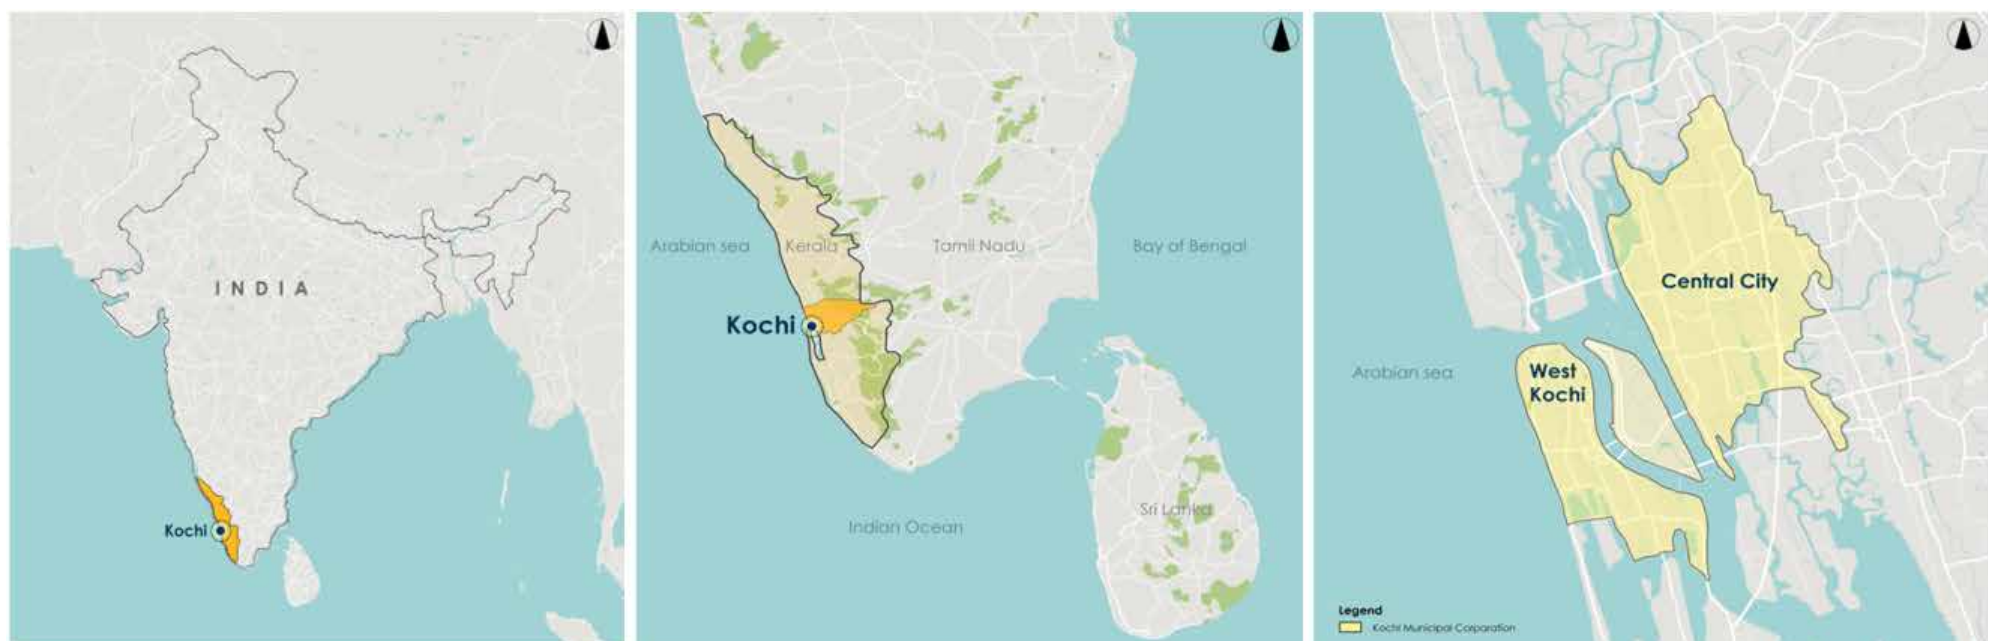 INDIA
Kochi
Arabian sea
Kerala
Tamil Nadu
Bay of Bengal
Kochi
Indian Ocean
Sri Lanka
Central City
West
Kochi
Arabian sea
Legend
Kochi Municipal Corporation